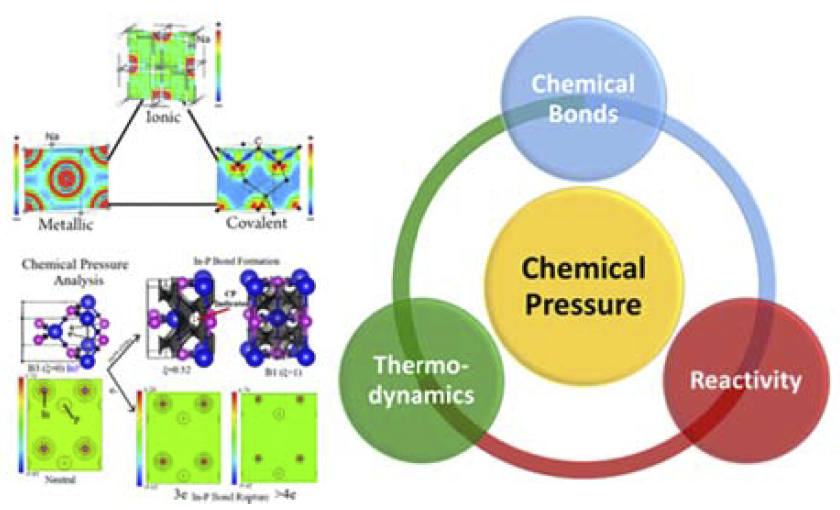 Na
Ionic
Na
C
Metallic
Covalent
Chemical Pressure
Analysis
In-P Bond Formation
CP
B3 (ζ=0)
ζ=0.32
B1 (ζ=1)
In
P
Neutral
3e
In-P Bond Rupture
>4e
Chemical
Bonds
Chemical
Pressure
Thermo-
dynamics
Reactivity